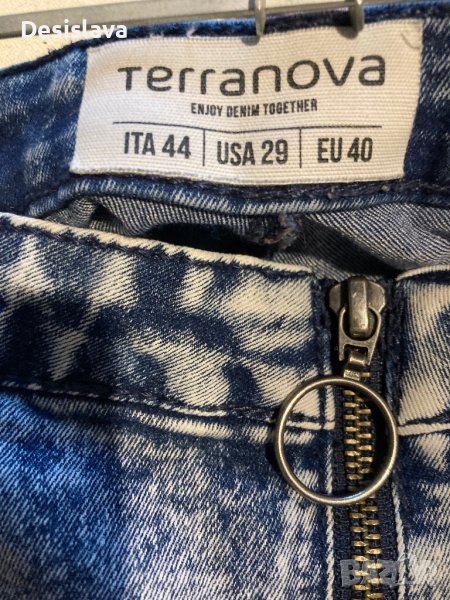 Desislava
Terranova
ENJOY DENIM TOGETHER
ITA 44 USA 29 EU 40